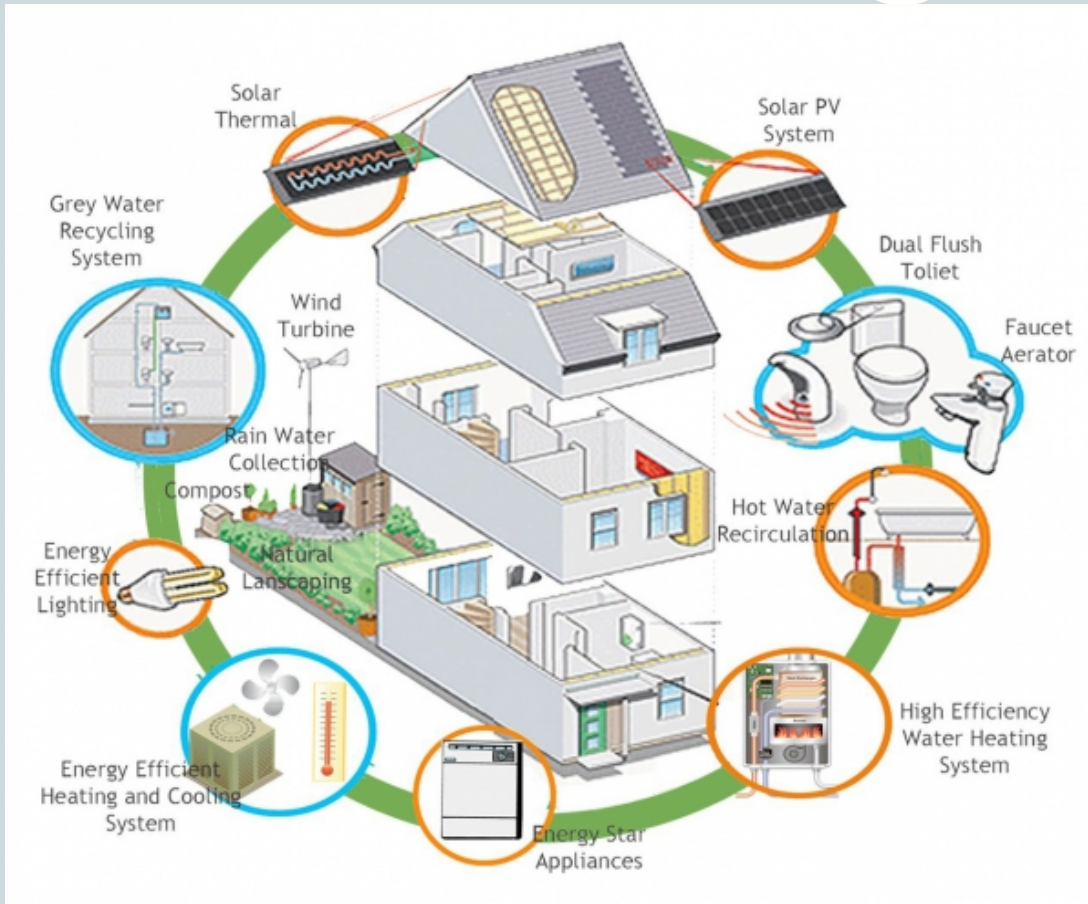 Solar
Thermal
Solar PV
System
Grey Water
Recycling
System
Dual Flush
Toliet
Wind
Turbine
Faucet
Aerator
Rain Water
Collection
Compost
Hot Water
Recirculation
Energy
Efficient
Lighting
Natural
Lanscaping
High Efficiency
Water Heating
System
Energy Efficient
Heating and Cooling
System
Energy Star
Appliances